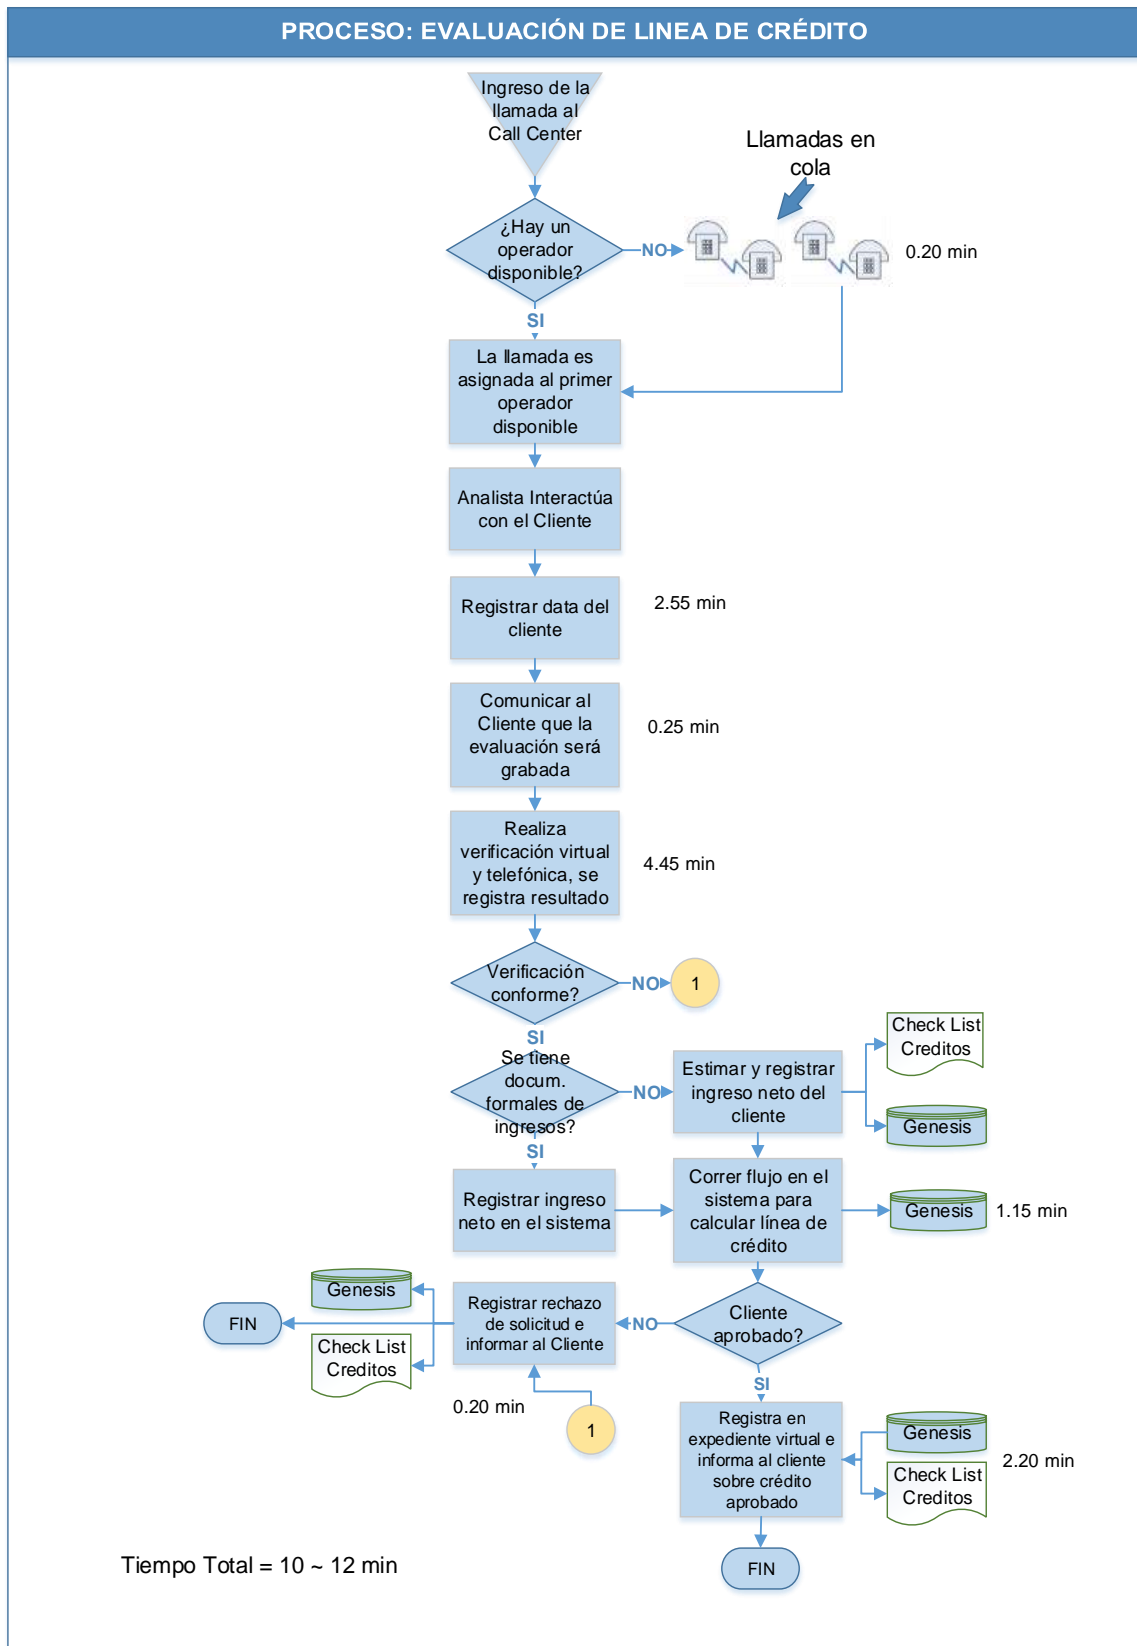 PROCESO: EVALUACIÓN DE LINEA DE CRÉDITO
Ingreso de la
llamada al
Call Center
Llamadas en
cola
¿Hay un
operador
disponible?
NO
0.20 min
SI
La llamada es
asignada al primer
operador
disponible
Analista Interactúa
con el Cliente
Registrar data del
cliente
2.55 min
Comunicar al
Cliente que la
evaluación será
grabada
0.25 min
Realiza
verificación virtual
y telefónica, se
registra resultado
4.45 min
Verificación
conforme?
NO
1
SI
Se tiene
docum.
formales de
ingresos?
NO
Estimar y registrar
ingreso neto del
cliente
Check List
Creditos
Genesis
SI
Registrar ingreso
neto en el sistema
Correr flujo en el
sistema para
calcular línea de
crédito
Genesis
1.15 min
Cliente
aprobado?
NO
Registrar rechazo
de solicitud e
informar al Cliente
Genesis
FIN
Check List
Creditos
0.20 min
1
SI
Registra en
expediente virtual e
informa al cliente
sobre crédito
aprobado
Genesis
2.20 min
Check List
Creditos
FIN
Tiempo Total = 10 ~ 12 min